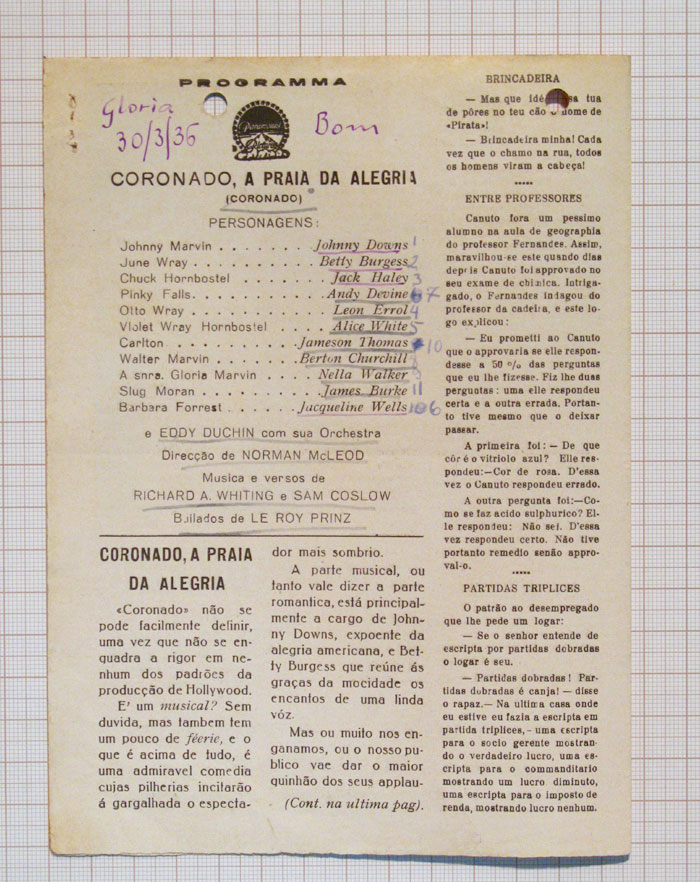 PROGRAMMA
Gloria
30/3/36
Bom
Paramount
Pictures
CORONADO, A PRAIA DA ALEGRIA
(CORONADO)
PERSONAGENS:
Johnny Marvin . . . . . . . Johnny Downs 1
June Wray . . . . . . . . . . Betty Burgess 2
Chuck Hornbostel . . . . . . . Jack Haley 3
Pinky Falls. . . . . . . . . . . Andy Devine 7
Otto Wray . . . . . . . . . . . Leon Errol 4
Violet Wray Hornbostel . . . . Alice White 5
Carlton . . . . . . . . . . Jameson Thomas 10
Walter Marvin . . . . . . Berton Churchill
A snra. Gloria Marvin . . . . Nella Walker
Slug Moran . . . . . . . . . James Burke 11
Barbara Forrest . . . . . Jacqueline Wells 6
e EDDY DUCHIN com sua Orchestra
Direcção de NORMAN McLEOD
Musica e versos de
RICHARD A. WHITING e SAM COSLOW
Bailados de LE ROY PRINZ
CORONADO, A PRAIA
DA ALEGRIA
«Coronado» não se
pode facilmente definir,
uma vez que não se en-
quadra a rigor em ne-
nhum dos padrões da
producção de Hollywood.
E' um musical? Sem
duvida, mas tambem tem
um pouco de féerie, e o
que é acima de tudo, é
uma admiravel comedia
cujas pilherias incitarão
á gargalhada o especta-
dor mais sombrio.
A parte musical, ou
tanto vale dizer a parte
romantica, está principal-
mente a cargo de John-
ny Downs, expoente da
alegria americana, e Bet-
ty Burgess que reúne ás
graças da mocidade os
encantos de uma linda
vóz.
Mas ou muito nos en-
ganamos, ou o nosso pu-
blico vae dar o maior
quinhão dos seus applau-
(Cont. na ultima pag).
BRINCADEIRA
— Mas que idé sa tua
de pôres no teu cão o nome de
«Pirata»!
— Brincadeira minha! Cada
vez que o chamo na rua, todos
os homens viram a cabeça!
•••••
ENTRE PROFESSORES
Canuto fora um pessimo
alumno na aula de geographia
do professor Fernandes. Assim,
maravilhou-se este quando dias
depois Canuto foi approvado no
seu exame de chimica. Intriga-
gado, o Fernandes indagou do
professor da cadeira, e este lo-
go explicou:
— Eu prometti ao Canuto
que o approvaria se elle respon-
desse a 50 % das perguntas
que eu lhe fizesse. Fiz lhe duas
perguntas: uma elle respondeu
certa e a outra errada. Portan-
to tive mesmo que o deixar
passar.
A primeira foi: — De que
côr é o vitriolo azul? Elle res-
pondeu:—Cor de rosa. D'essa
vez o Canuto respondeu errado.
A outra pergunta foi:—Co-
mo se faz acido sulphurico? El-
le respondeu: Não sei. D'essa
vez respondeu certo. Não tive
portanto remedio senão appro-
val-o.
•••••
PARTIDAS TRIPLICES
O patrão ao desempregado
que lhe pede um logar:
— Se o senhor entende de
escripta por partidas dobradas
o logar é seu.
— Partidas dobradas! Par-
tidas dobradas é canja! — disse
o rapaz.— Na ultima casa onde
eu estive eu fazia a escripta em
partida triplices,- uma escripta
para o socio gerente mostran-
do o verdadeiro lucro, uma es-
cripta para o commanditario
mostrando um lucro diminuto,
uma escripta para o imposto de
renda, mostrando lucro nenhum.